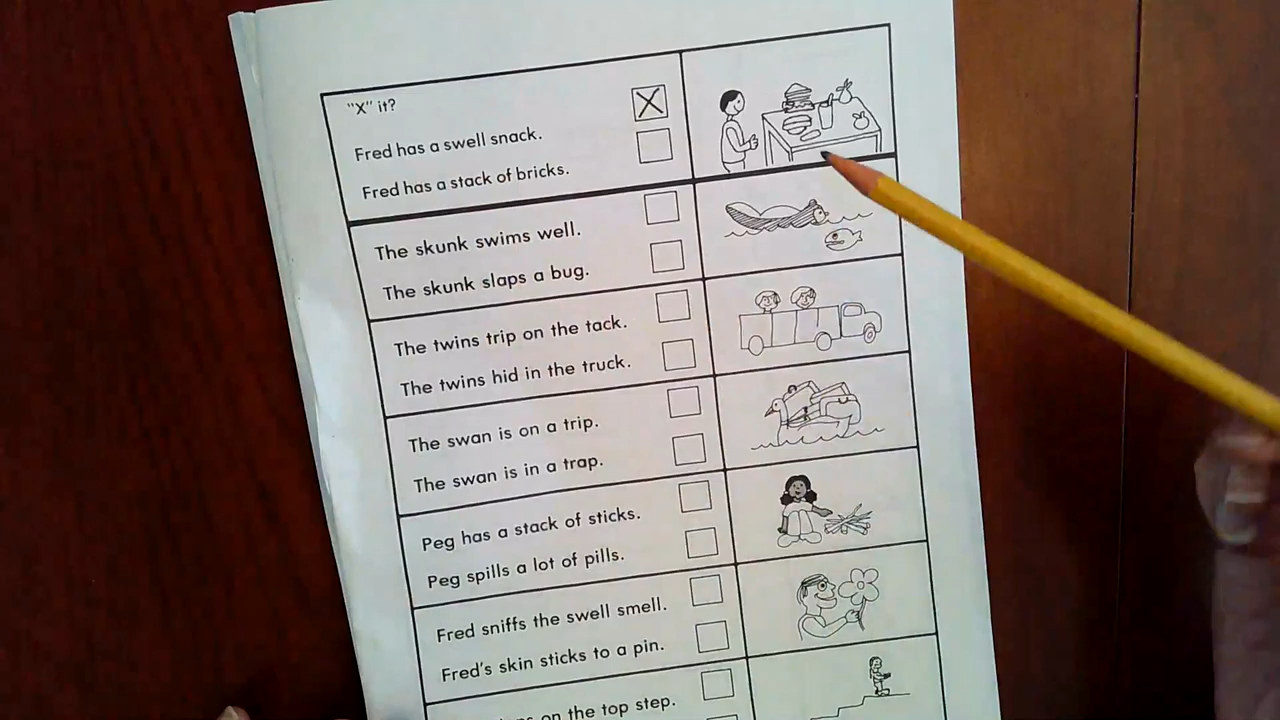 "X" it?
Fred has a swell snack.
Fred has a stack of bricks.
The skunk swims well.
The skunk slaps a bug.
The twins trip on the tack.
The twins hid in the truck.
The swan is on a trip.
The swan is in a trap.
Peg has a stack of sticks.
Peg spills a lot of pills.
Fred sniffs the swell smell.
Fred's skin sticks to a pin.
on the top step.